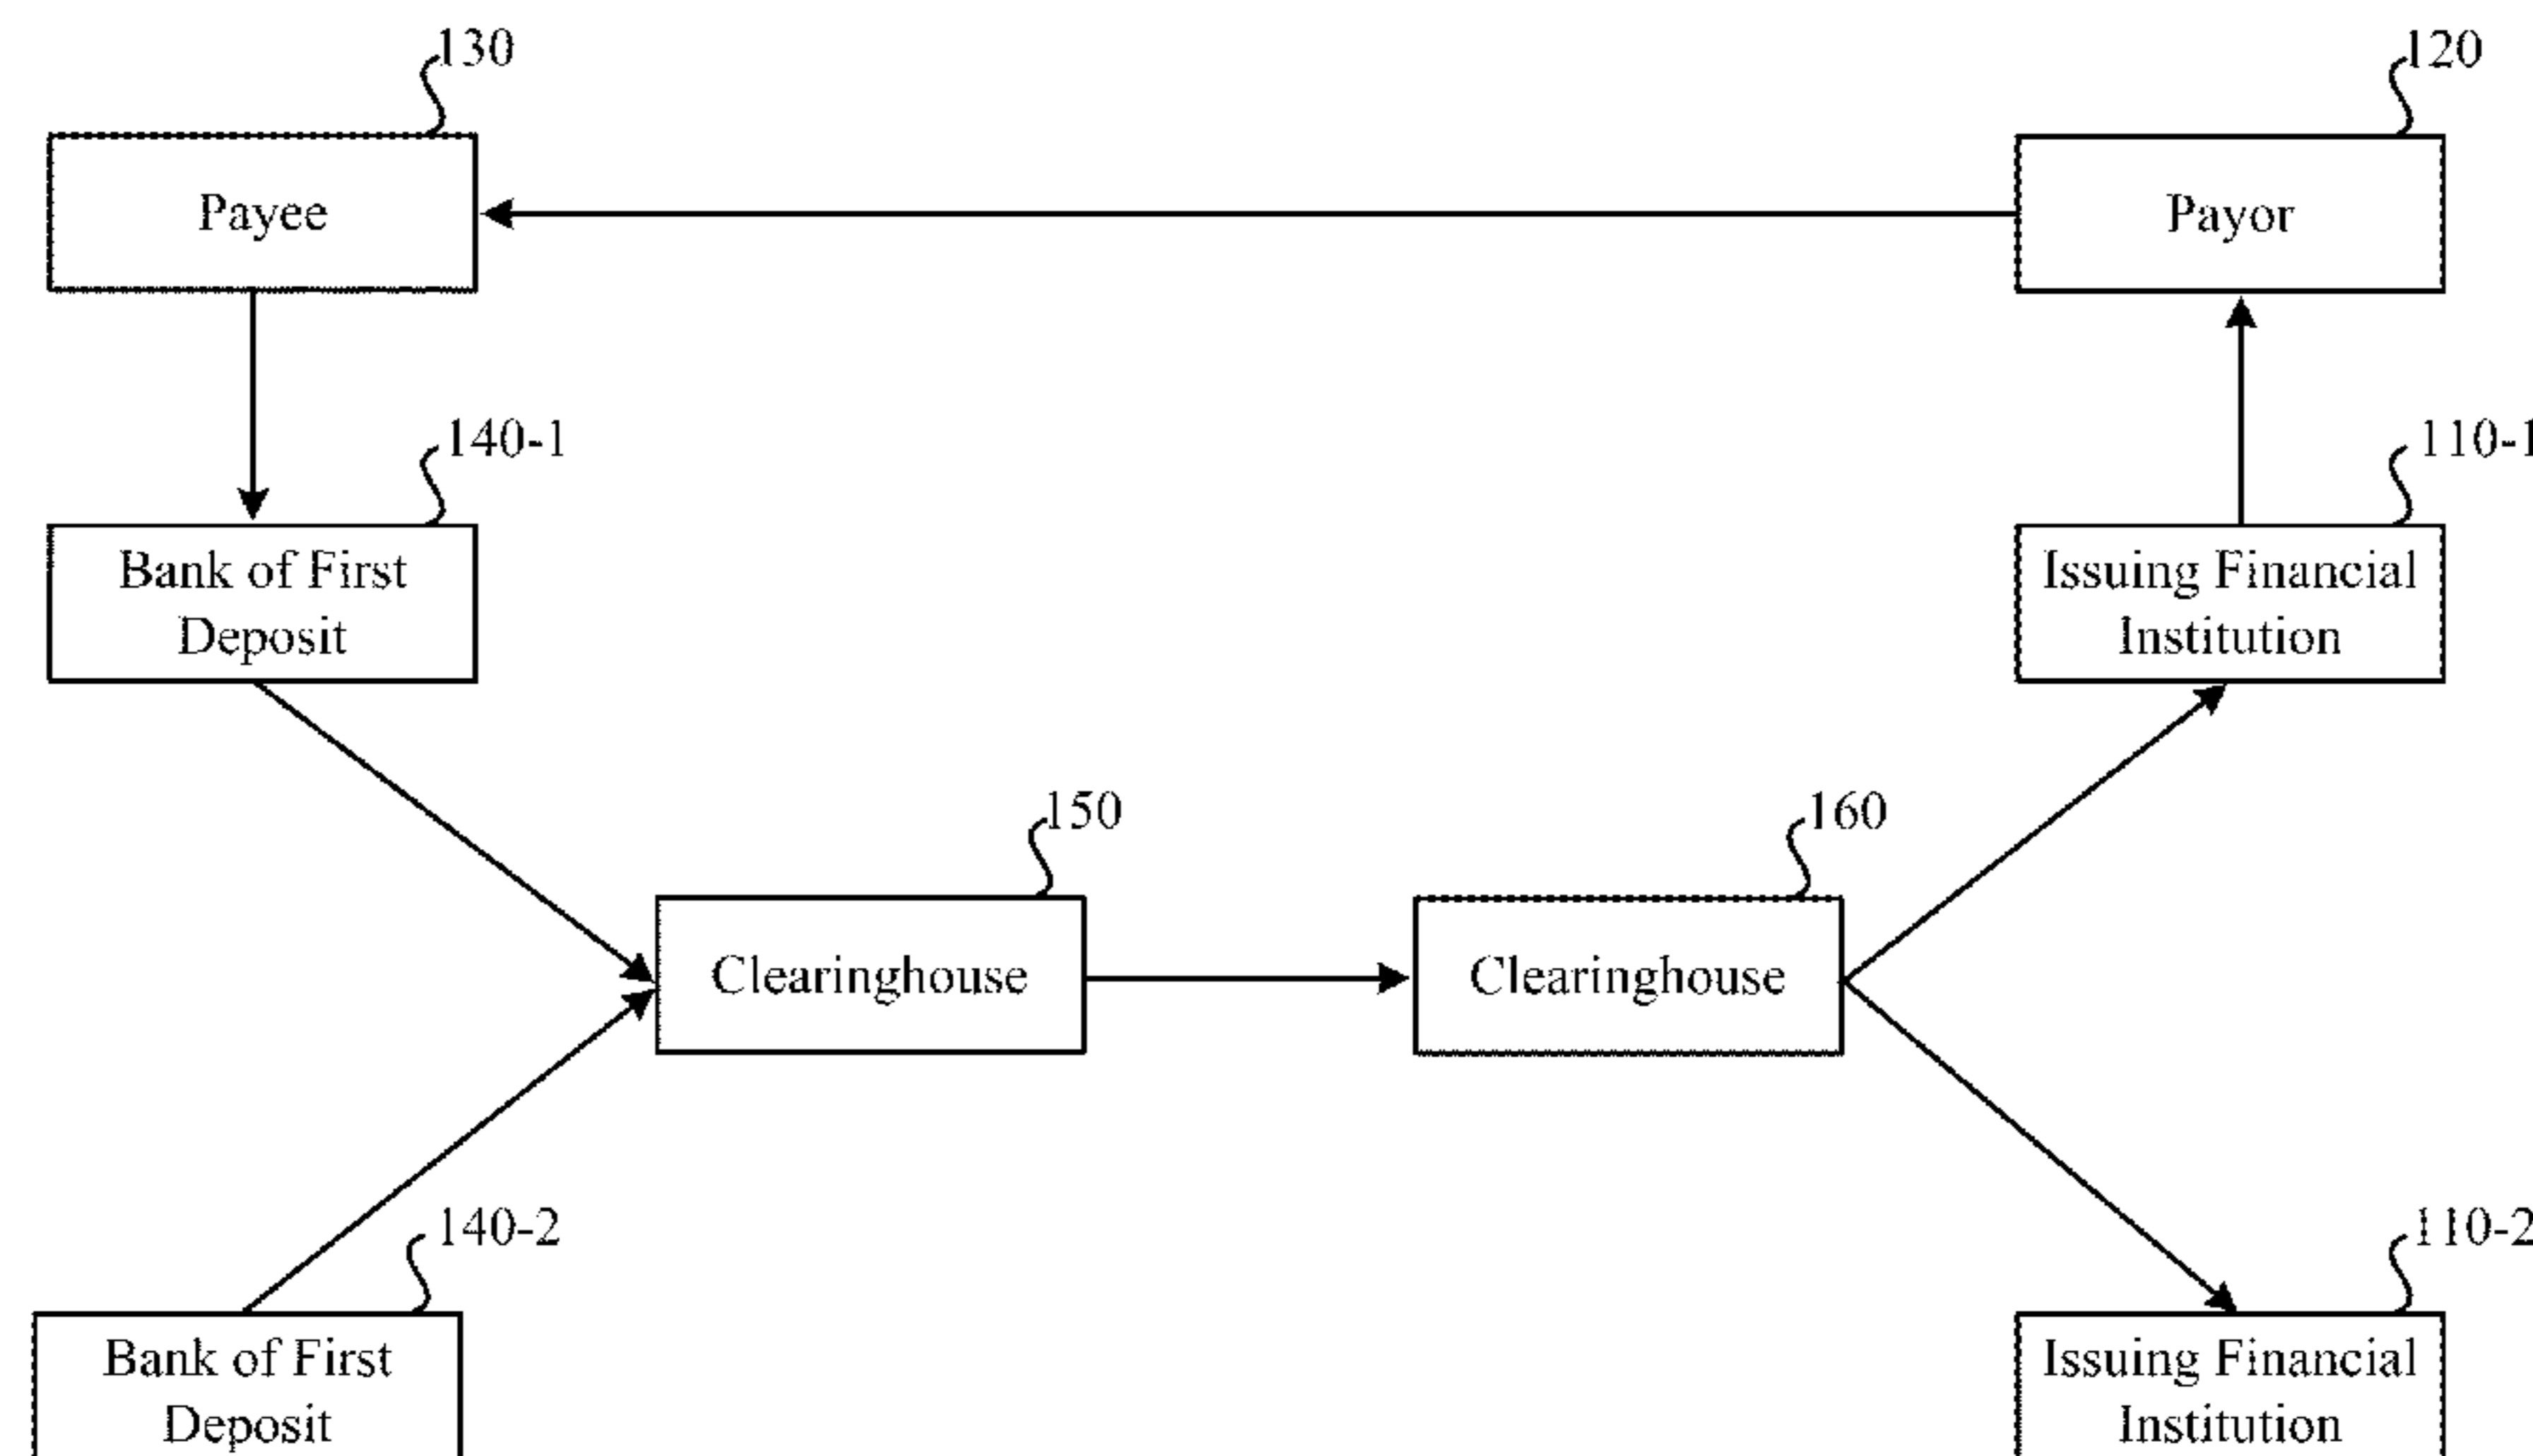 130
120
Payee
Payor
140-1
110-1
Bank of First
Deposit
Issuing Financial
Institution
150
160
Clearinghouse
Clearinghouse
140-2
110-2
Bank of First
Deposit
Issuing Financial
Institution